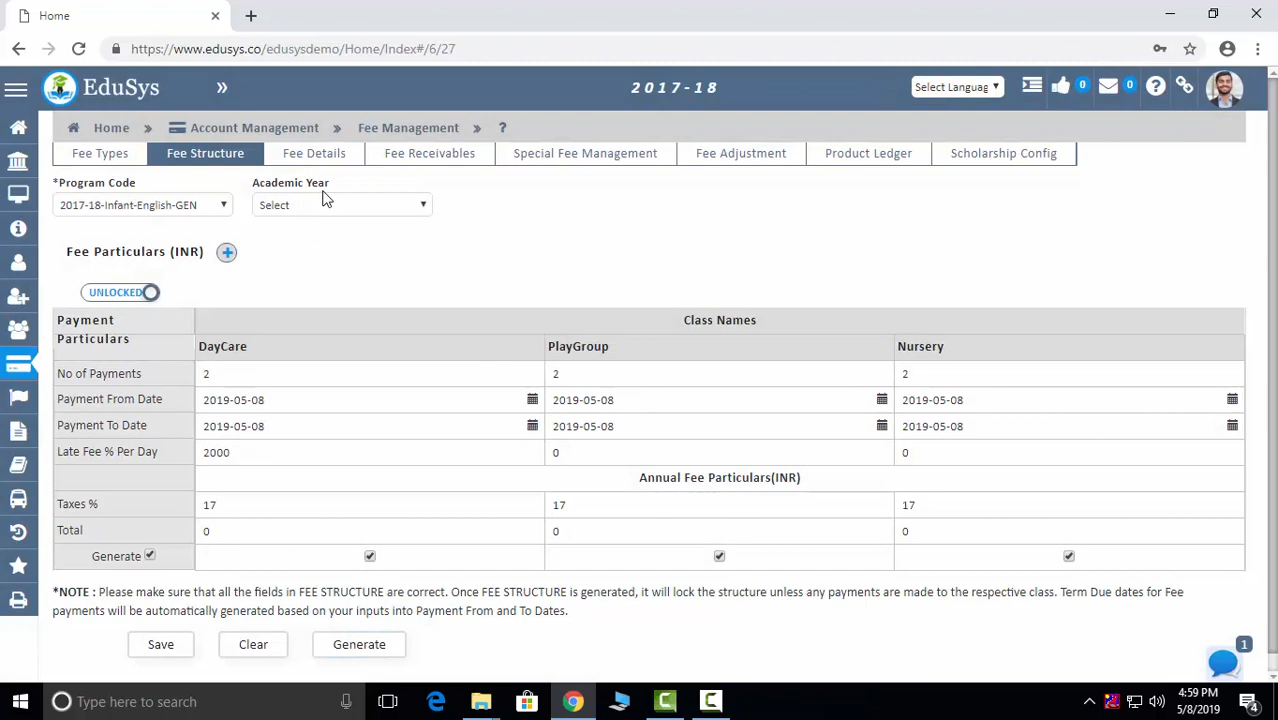 Home
https://www.edusys.co/edusysdemo/Home/Index#/6/27
EduSys » 2017-18 Select Languag 0 0
Home » Account Management » Fee Management » ?
Fee Types Fee Structure Fee Details Fee Receivables Special Fee Management Fee Adjustment Product Ledger Scholarship Config
*Program Code Academic Year
2017-18-Infant-English-GEN Select
Fee Particulars (INR)
UNLOCKED
Payment Particulars Class Names
DayCare PlayGroup Nursery
No of Payments 2 2 2
Payment From Date 2019-05-08 2019-05-08 2019-05-08
Payment To Date 2019-05-08 2019-05-08 2019-05-08
Late Fee % Per Day 2000 0 0
Annual Fee Particulars(INR)
Taxes % 17 17 17
Total 0 0 0
Generate
*NOTE : Please make sure that all the fields in FEE STRUCTURE are correct. Once FEE STRUCTURE is generated, it will lock the structure unless any payments are made to the respective class. Term Due dates for Fee
payments will be automatically generated based on your inputs into Payment From and To Dates.
Save Clear Generate
1
Type here to search
4:59 PM
5/8/2019
4